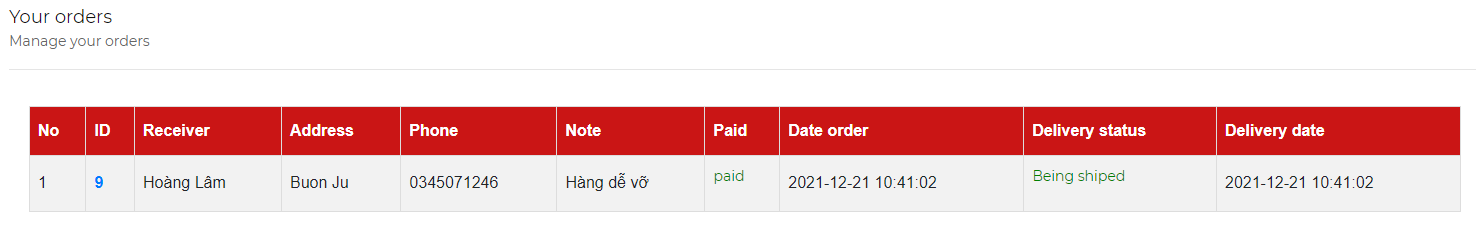 Your orders
Manage your orders
No ID Receiver Address Phone Note Paid Date order Delivery status Delivery date
1 9 Hoàng Lâm Buon Ju 0345071246 Hàng dễ vỡ paid 2021-12-21 10:41:02 Being shiped 2021-12-21 10:41:02